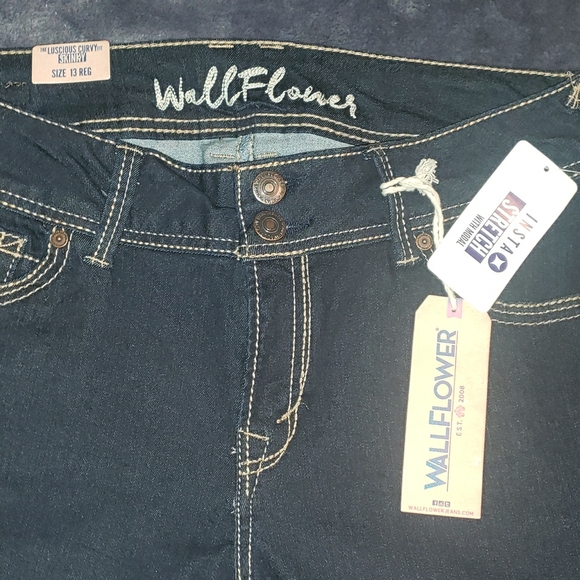 THE LUSCIOUS CURVY FIT
SKINNY
SIZE 13 REG
WallFlower
INSTA
STRETCH
WITH MODAL
WALLFLOWER®
EST. 2006
WALLFLOWERJEANS.COM